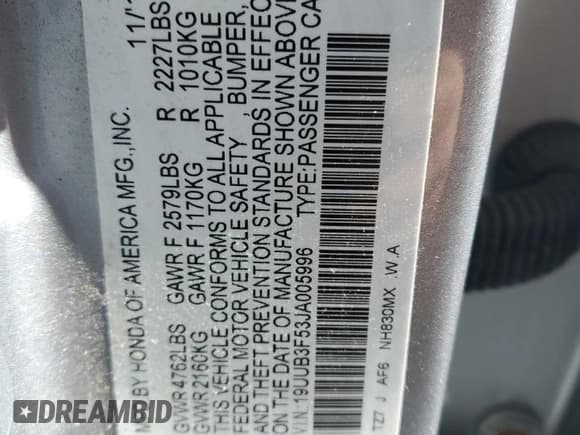 BY HONDA OF AMERICA MFG.,INC. 11/
GVWR 4762LBS GAWR F 2579LBS R 2227LBS
GVWR 2160KG GAWR F 1170KG R 1010KG
THIS VEHICLE CONFORMS TO ALL APPLICABLE
FEDERAL MOTOR VEHICLE SAFETY , BUMPER,
AND THEFT PREVENTION STANDARDS IN EFFEC
ON THE DATE OF MANUFACTURE SHOWN ABOVE
VIN: 19UUB3F53JA005996 TYPE:PASSENGER CA
TZ7 J AF6 NH830MX .W.A
DREAMBID